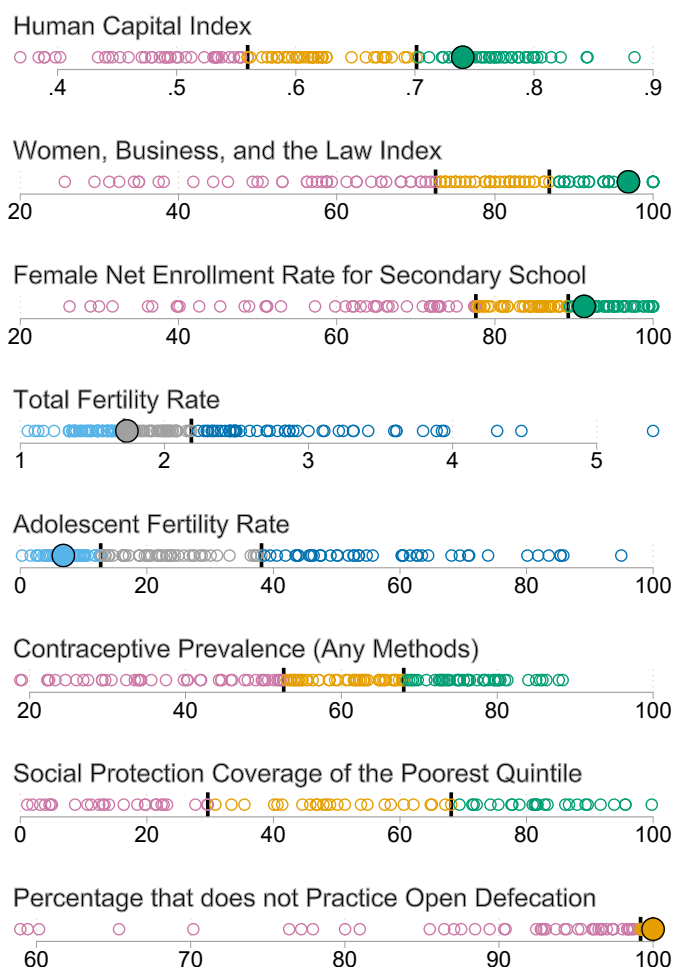 Human Capital Index
.4 .5 .6 .7 .8 .9
Women, Business, and the Law Index
20 40 60 80 100
Female Net Enrollment Rate for Secondary School
20 40 60 80 100
Total Fertility Rate
1 2 3 4 5
Adolescent Fertility Rate
0 20 40 60 80 100
Contraceptive Prevalence (Any Methods)
20 40 60 80 100
Social Protection Coverage of the Poorest Quintile
0 20 40 60 80 100
Percentage that does not Practice Open Defecation
60 70 80 90 100